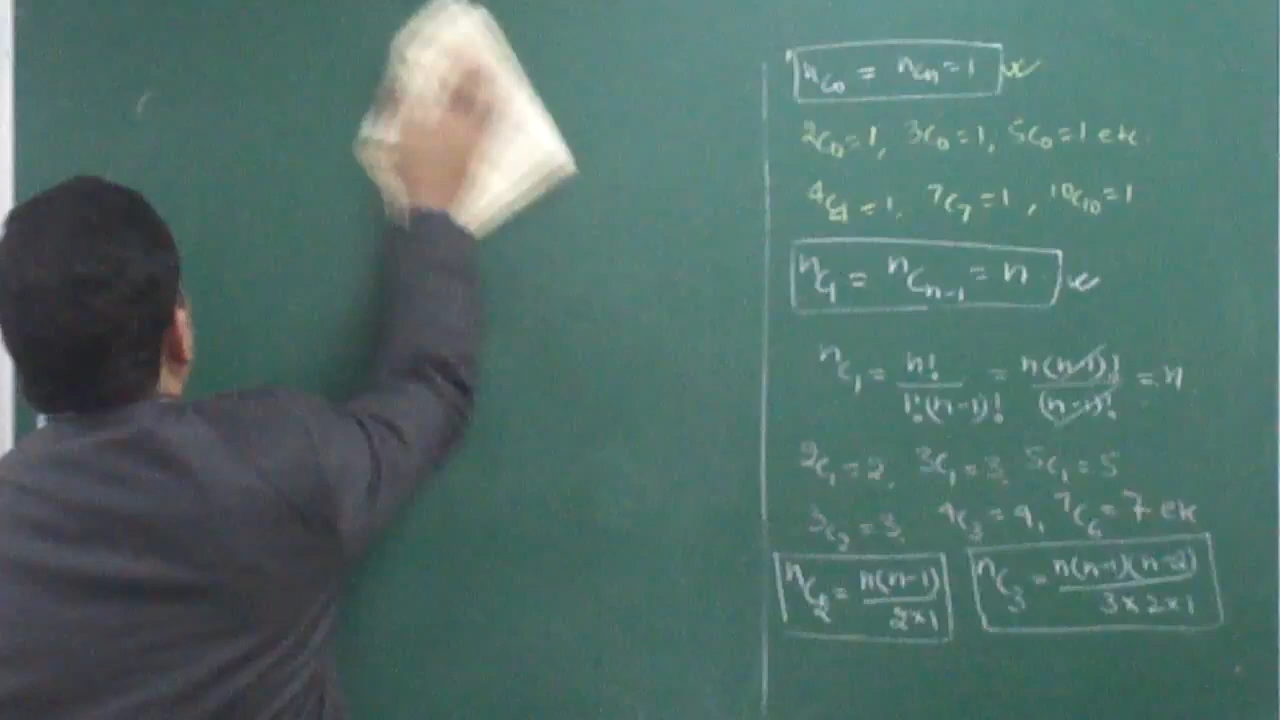 nC0 = nCn = 1
2C0 = 1, 3C0 = 1, 5C0 = 1 etc
4C4 = 1, 7C7 = 1, 10C10 = 1
nC1 = nCn-1 = n
nC1 = n!/1!(n-1)! = n(n-1)!/(n-1)! = n
2C1 = 2, 3C1 = 3, 5C1 = 5
3C2 = 3, 4C3 = 4, 7C6 = 7 etc
nC2 = n(n-1)/2×1 nC3 = n(n-1)(n-2)/3×2×1